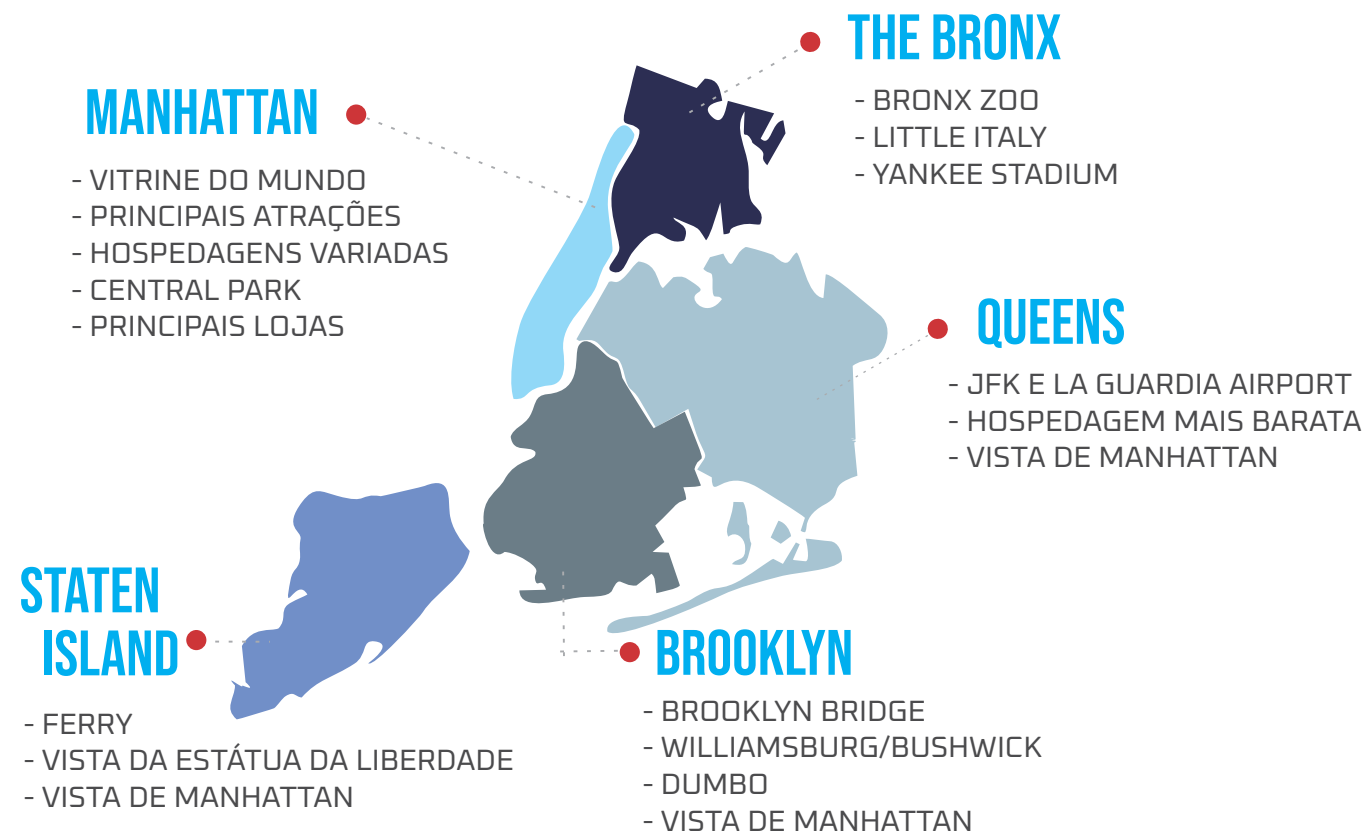 THE BRONX
- BRONX ZOO
- LITTLE ITALY
- YANKEE STADIUM
MANHATTAN
- VITRINE DO MUNDO
- PRINCIPAIS ATRAÇÕES
- HOSPEDAGENS VARIADAS
- CENTRAL PARK
- PRINCIPAIS LOJAS
QUEENS
- JFK E LA GUARDIA AIRPORT
- HOSPEDAGEM MAIS BARATA
- VISTA DE MANHATTAN
STATEN
ISLAND
- FERRY
- VISTA DA ESTÁTUA DA LIBERDADE
- VISTA DE MANHATTAN
BROOKLYN
- BROOKLYN BRIDGE
- WILLIAMSBURG/BUSHWICK
- DUMBO
- VISTA DE MANHATTAN